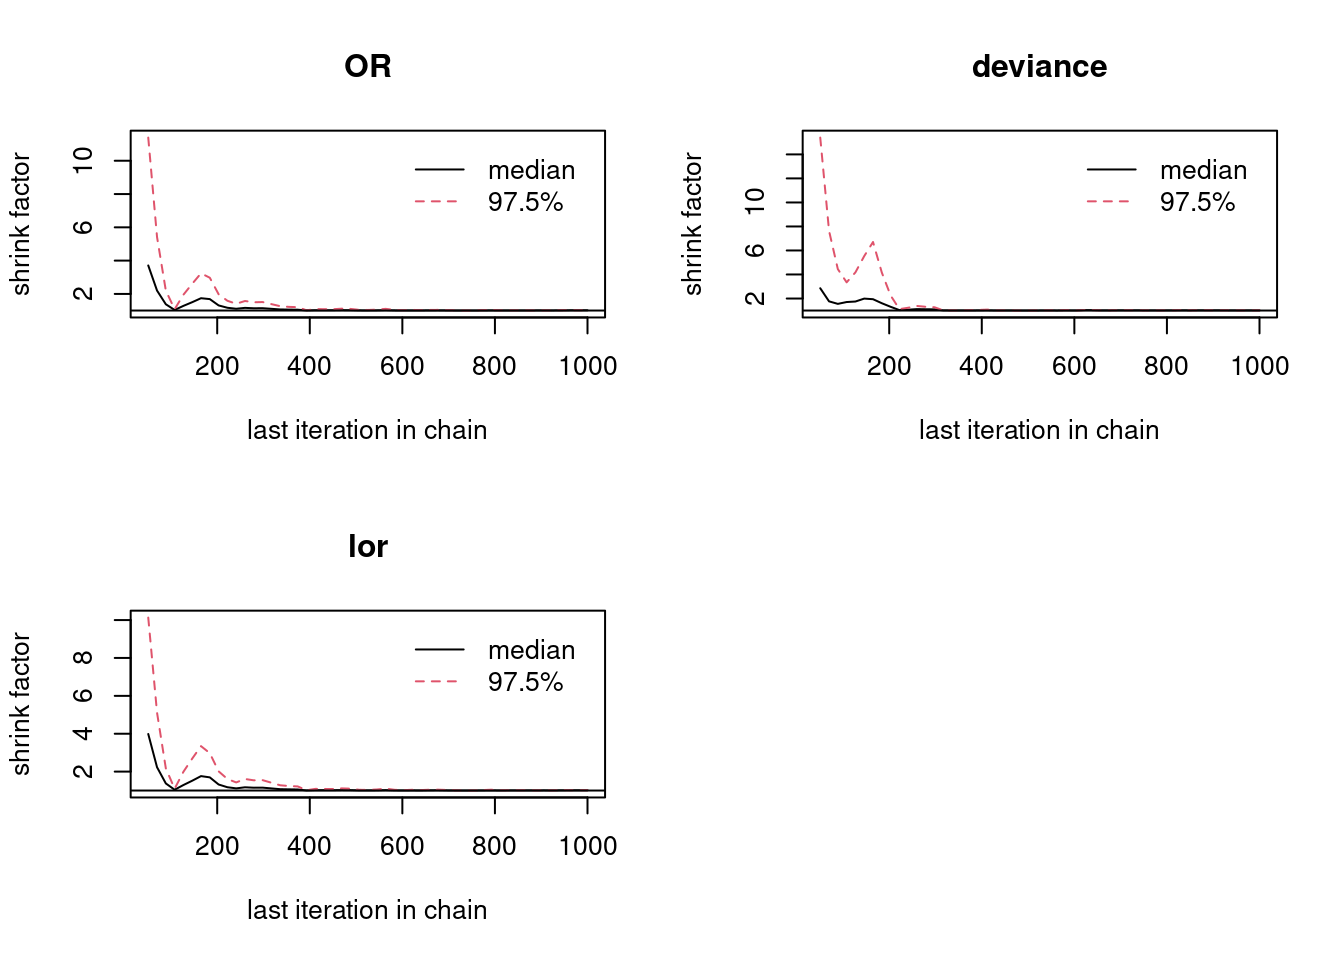 OR
shrink factor
10
6
2
median
97.5%
200 400 600 800 1000
last iteration in chain
deviance
shrink factor
10
6
2
median
97.5%
200 400 600 800 1000
last iteration in chain
lor
shrink factor
8
6
4
2
median
97.5%
200 400 600 800 1000
last iteration in chain